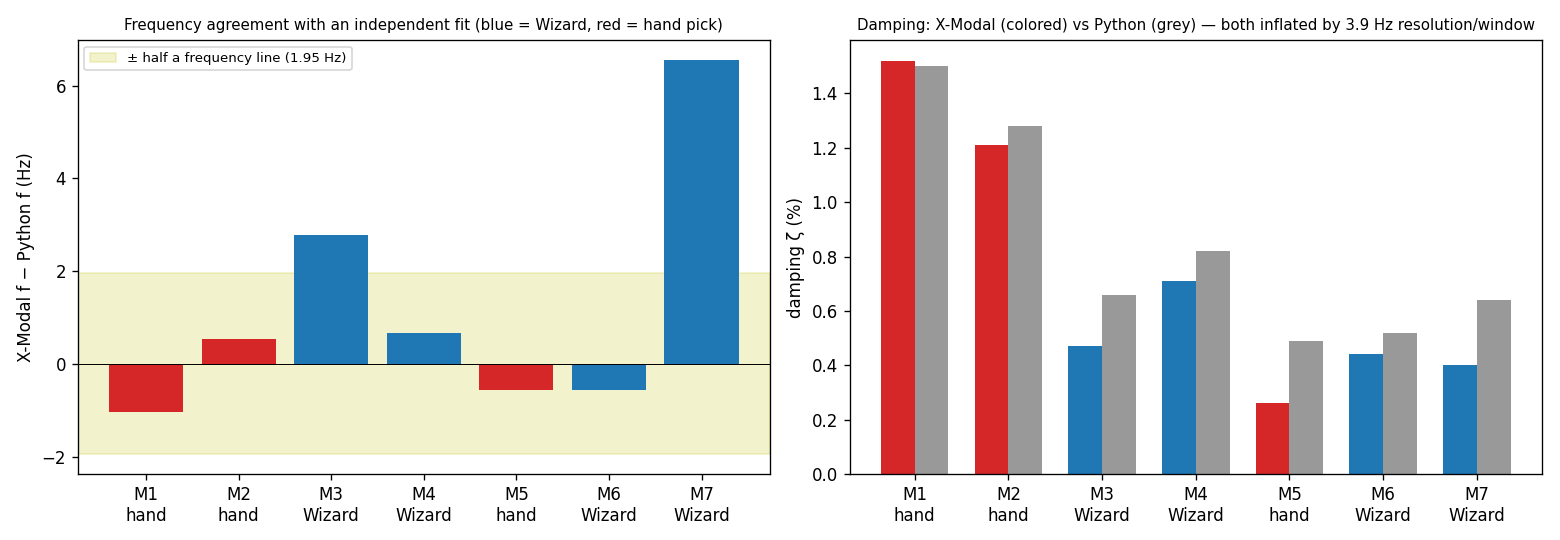 Frequency agreement with an independent fit (blue = Wizard, red = hand pick)
± half a frequency line (1.95 Hz)
X-Modal f − Python f (Hz)
6
4
2
0
−2
M1
hand
M2
hand
M3
Wizard
M4
Wizard
M5
hand
M6
Wizard
M7
Wizard
Damping: X-Modal (colored) vs Python (grey) — both inflated by 3.9 Hz resolution/window
damping ζ (%)
1.4
1.2
1.0
0.8
0.6
0.4
0.2
0.0
M1
hand
M2
hand
M3
Wizard
M4
Wizard
M5
hand
M6
Wizard
M7
Wizard